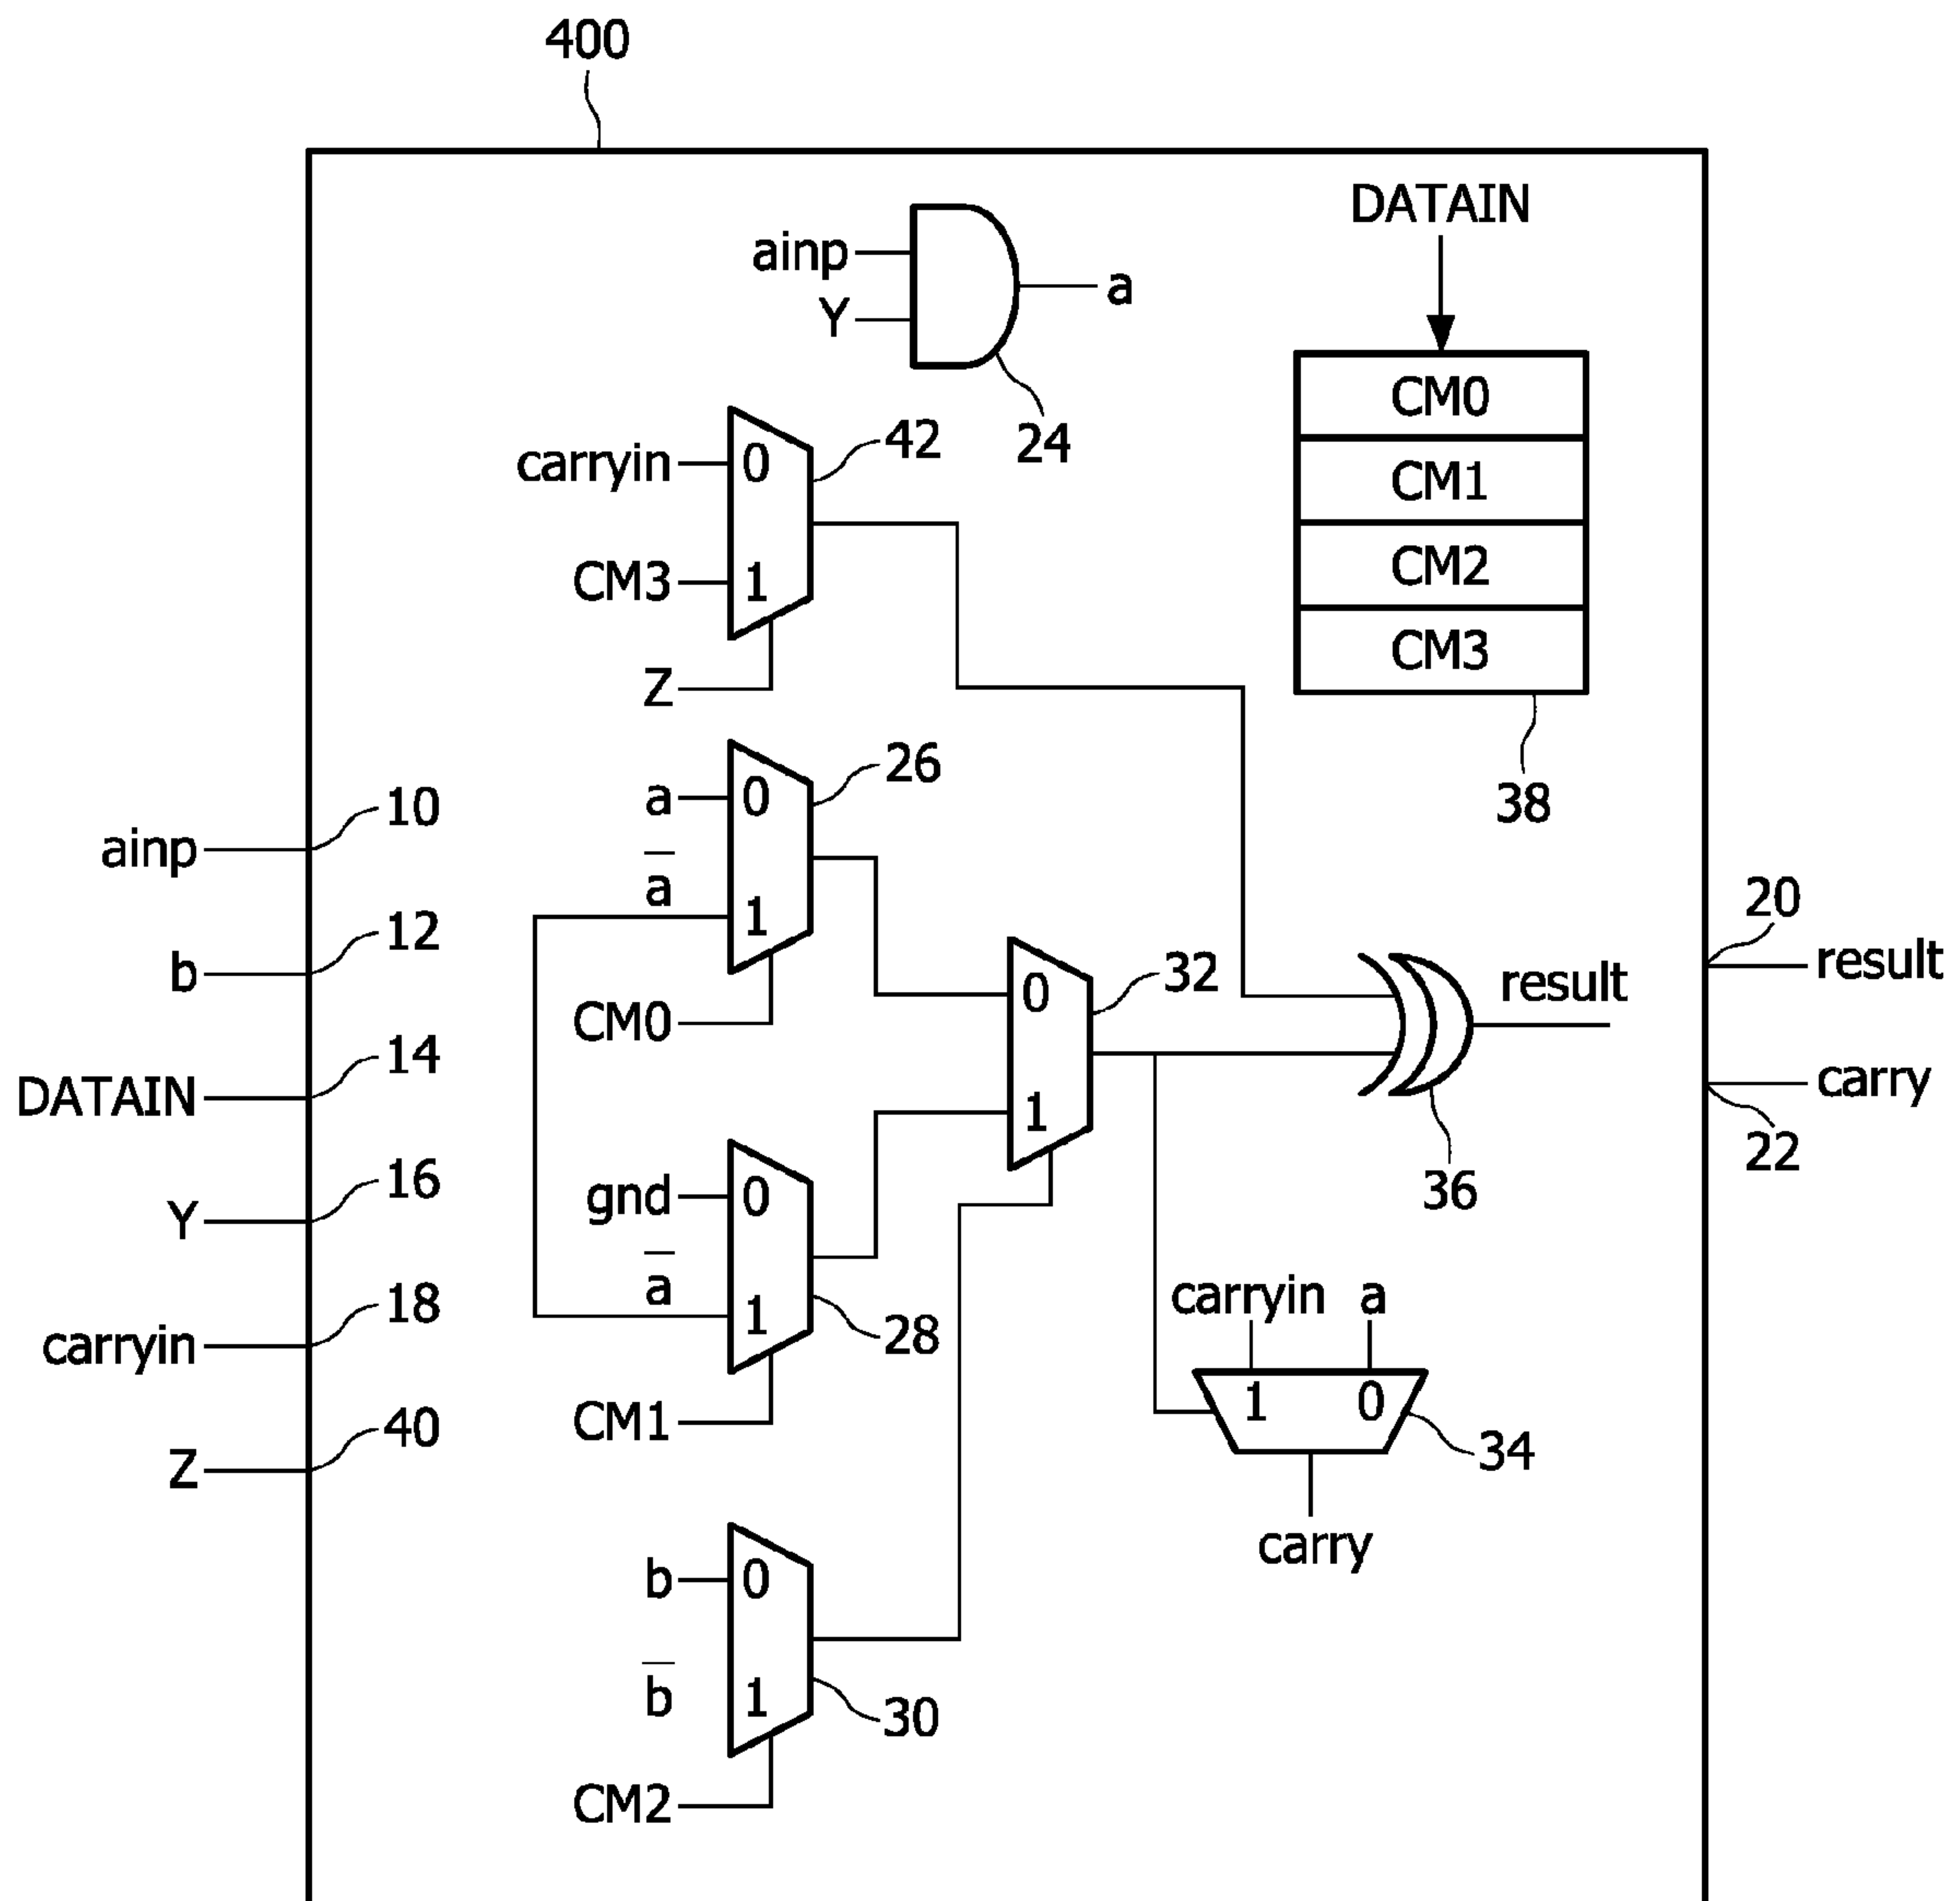 400
DATAIN
ainp
Y
a
24
CM0
CM1
CM2
CM3
38
carryin
0
CM3
1
Z
42
a
0
a̅
1
CM0
26
ainp
10
b
12
DATAIN
14
Y
16
carryin
18
Z
40
gnd
0
a̅
1
CM1
28
0
1
32
result
36
20
result
carry
22
carryin a
1 0
34
carry
b
0
b̅
1
CM2
30